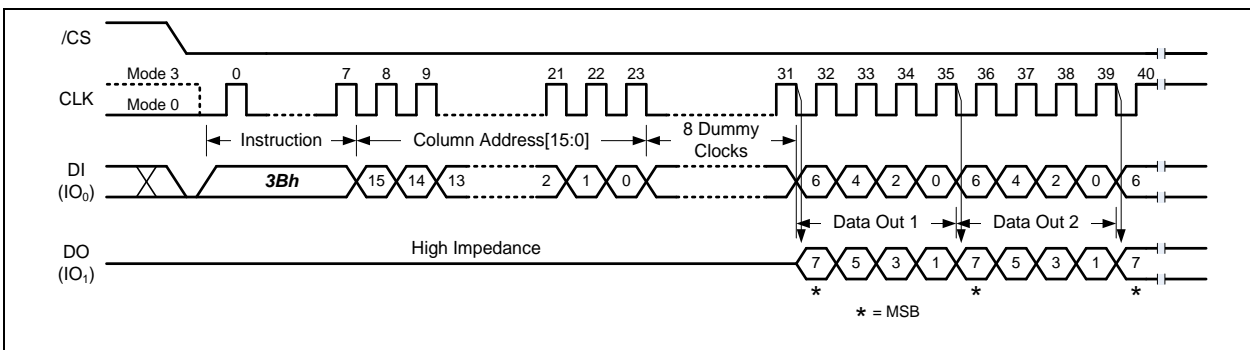 /CS
Mode 3 0 7 8 9 21 22 23 31 32 33 34 35 36 37 38 39 40
CLK
Mode 0
Instruction Column Address[15:0] 8 Dummy Clocks
DI (IO0) 3Bh 15 14 13 2 1 0 6 4 2 0 6 4 2 0 6
Data Out 1 Data Out 2
High Impedance
DO (IO1) 7 5 3 1 7 5 3 1 7
* * *
* = MSB